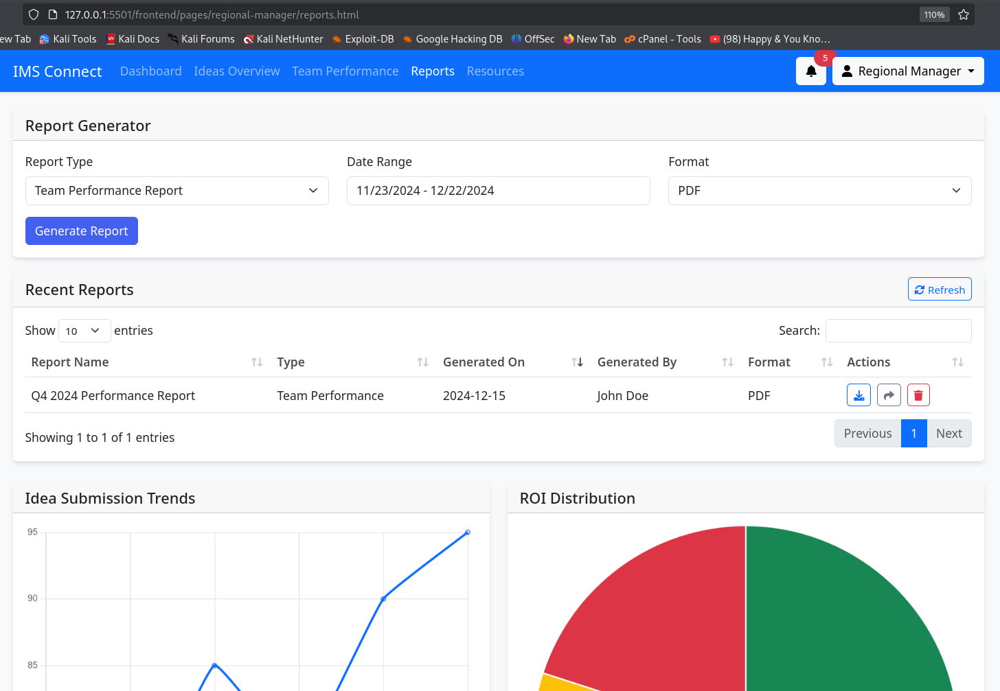 127.0.0.1:5501/frontend/pages/regional-manager/reports.html 110%
ew Tab Kali Tools Kali Docs Kali Forums Kali NetHunter Exploit-DB Google Hacking DB OffSec New Tab cPanel - Tools (98) Happy & You Kno…
IMS Connect Dashboard Ideas Overview Team Performance Reports Resources 5 Regional Manager
Report Generator
Report Type Date Range Format
Team Performance Report 11/23/2024 - 12/22/2024 PDF
Generate Report
Recent Reports Refresh
Show 10 entries Search:
Report Name Type Generated On Generated By Format Actions
Q4 2024 Performance Report Team Performance 2024-12-15 John Doe PDF
Showing 1 to 1 of 1 entries Previous 1 Next
Idea Submission Trends ROI Distribution
95
90
85